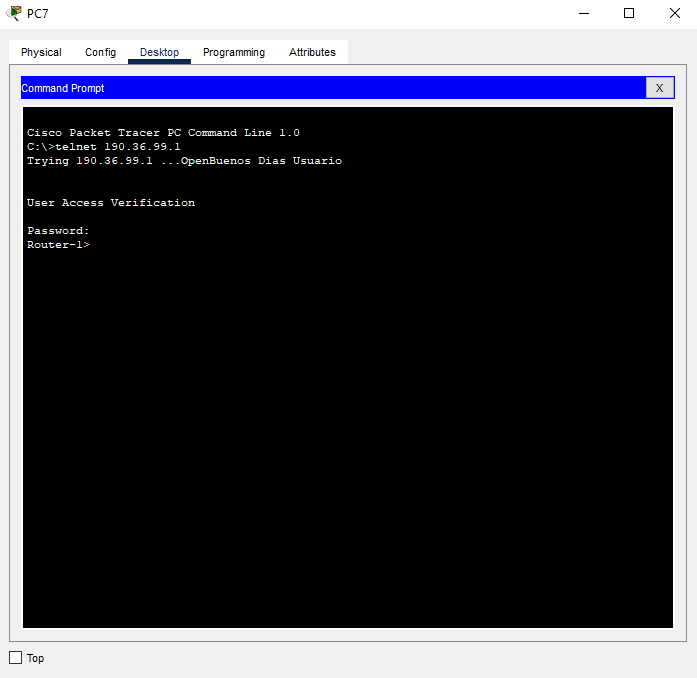 PC7
Physical Config Desktop Programming Attributes
Command Prompt X
Cisco Packet Tracer PC Command Line 1.0
C:\>telnet 190.36.99.1
Trying 190.36.99.1 ...OpenBuenos Dias Usuario
User Access Verification
Password:
Router-1>
Top